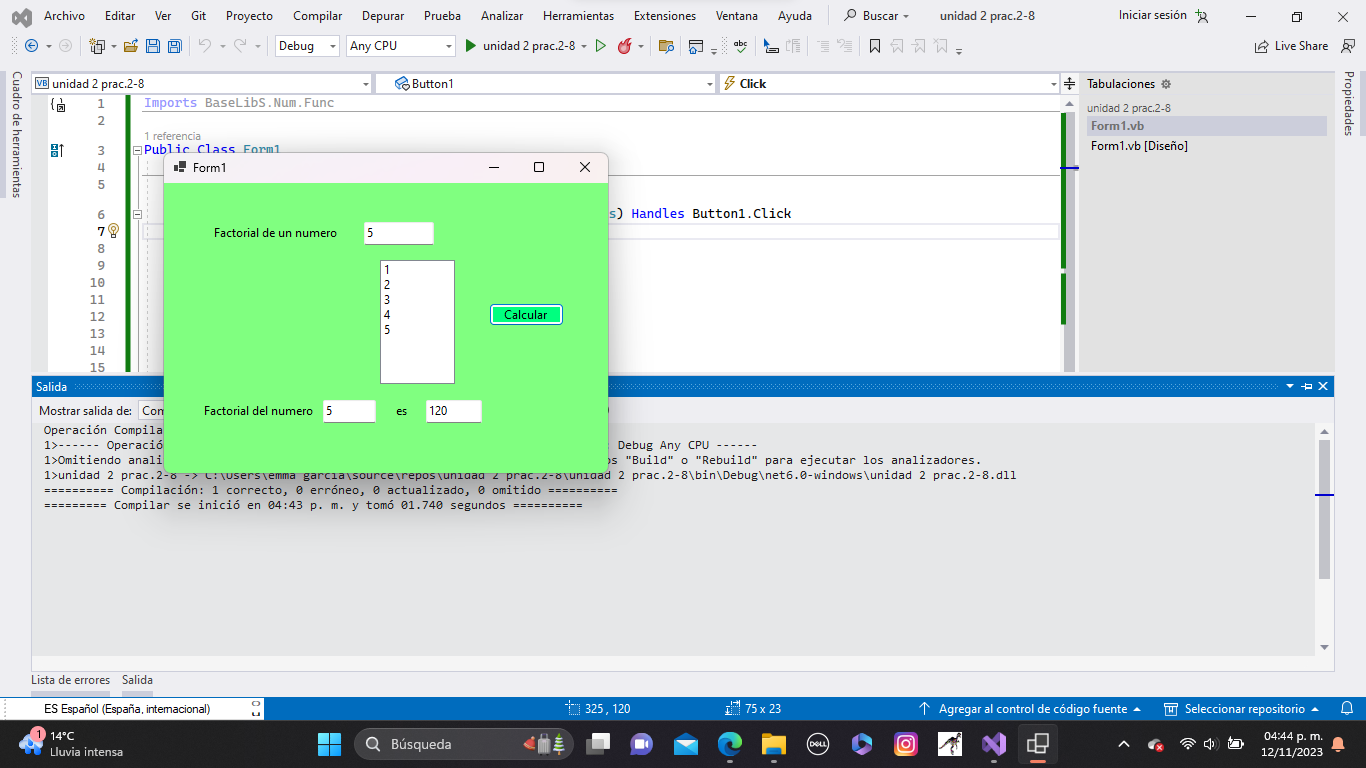 Archivo Editar Ver Git Proyecto Compilar Depurar Prueba Analizar Herramientas Extensiones Ventana Ayuda Buscar unidad 2 prac.2-8 Iniciar sesión
Debug Any CPU unidad 2 prac.2-8 Live Share
Cuadro de herramientas
VB unidad 2 prac.2-8 Button1 Click
1 Imports BaseLibS.Num.Func
2
1 referencia
3 Public Class Form1
4
5
6 s) Handles Button1.Click
7
8
9
10
11
12
13
14
15
Form1
Factorial de un numero 5
1
2
3
4
5
Calcular
Factorial del numero 5 es 120
Tabulaciones
unidad 2 prac.2-8
Form1.vb
Form1.vb [Diseño]
Propiedades
Salida
Mostrar salida de: Con
Operación Compila
1>------ Operació : Debug Any CPU ------
1>Omitiendo anali os "Build" o "Rebuild" para ejecutar los analizadores.
1>unidad 2 prac.2-8 -> C:\Users\emma garcia\source\repos\unidad 2 prac.2-8\unidad 2 prac.2-8\bin\Debug\net6.0-windows\unidad 2 prac.2-8.dll
========== Compilación: 1 correcto, 0 erróneo, 0 actualizado, 0 omitido ==========
========= Compilar se inició en 04:43 p. m. y tomó 01.740 segundos ==========
Lista de errores Salida
ES Español (España, internacional) 325 , 120 75 x 23 Agregar al control de código fuente Seleccionar repositorio
1 14°C
Lluvia intensa
Búsqueda
DELL
04:44 p. m.
12/11/2023